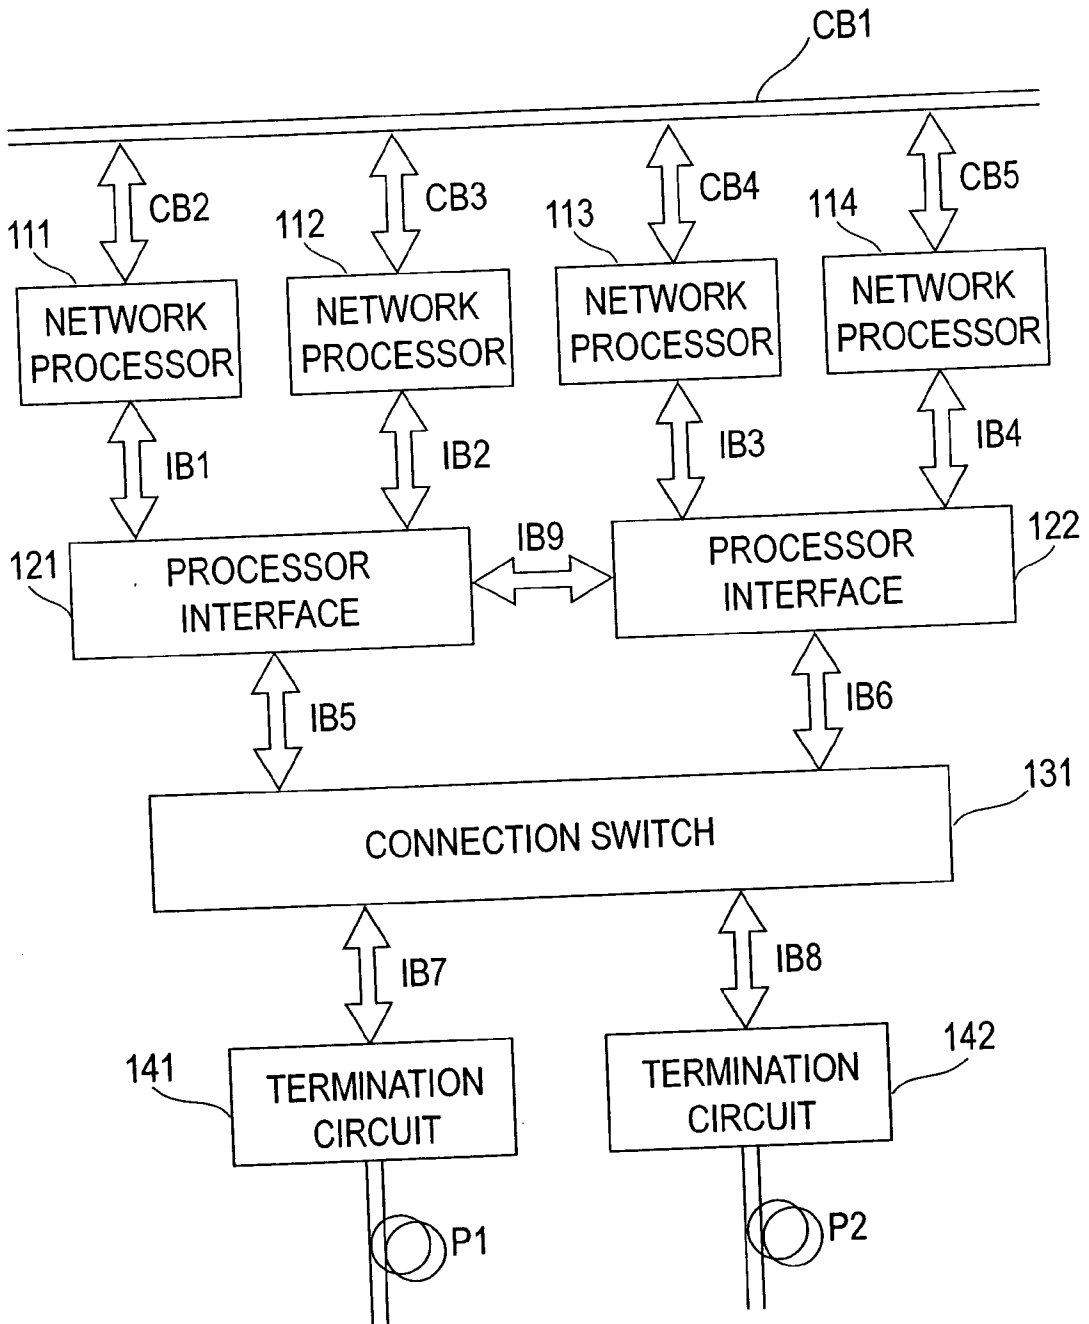 CB1
CB2
CB3
CB4
CB5
111
112
113
114
NETWORK
PROCESSOR
NETWORK
PROCESSOR
NETWORK
PROCESSOR
NETWORK
PROCESSOR
IB1
IB2
IB3
IB4
121
PROCESSOR
INTERFACE
IB9
PROCESSOR
INTERFACE
122
IB5
IB6
CONNECTION SWITCH
131
IB7
IB8
141
TERMINATION
CIRCUIT
TERMINATION
CIRCUIT
142
P1
P2